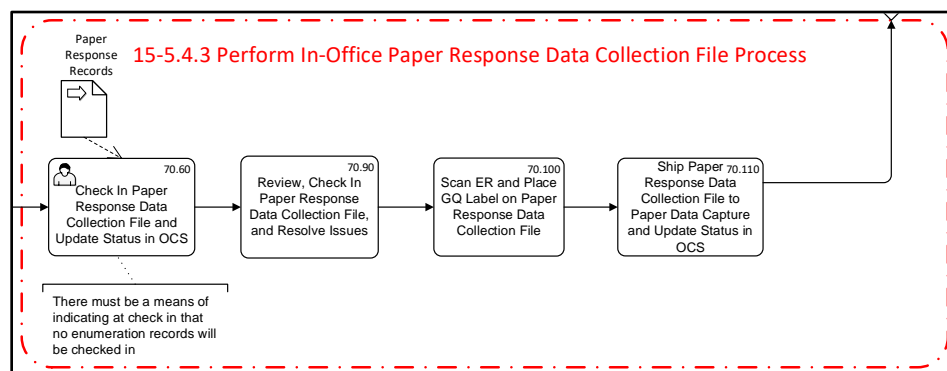 15-5.4.3 Perform In-Office Paper Response Data Collection File Process
Paper
Response
Records
70.60
Check In Paper
Response Data
Collection File and
Update Status in OCS
70.90
Review, Check In
Paper Response
Data Collection File,
and Resolve Issues
70.100
Scan ER and Place
GQ Label on Paper
Response Data
Collection File
70.110
Ship Paper
Response Data
Collection File to
Paper Data Capture
and Update Status in
OCS
There must be a means of
indicating at check in that
no enumeration records will
be checked in